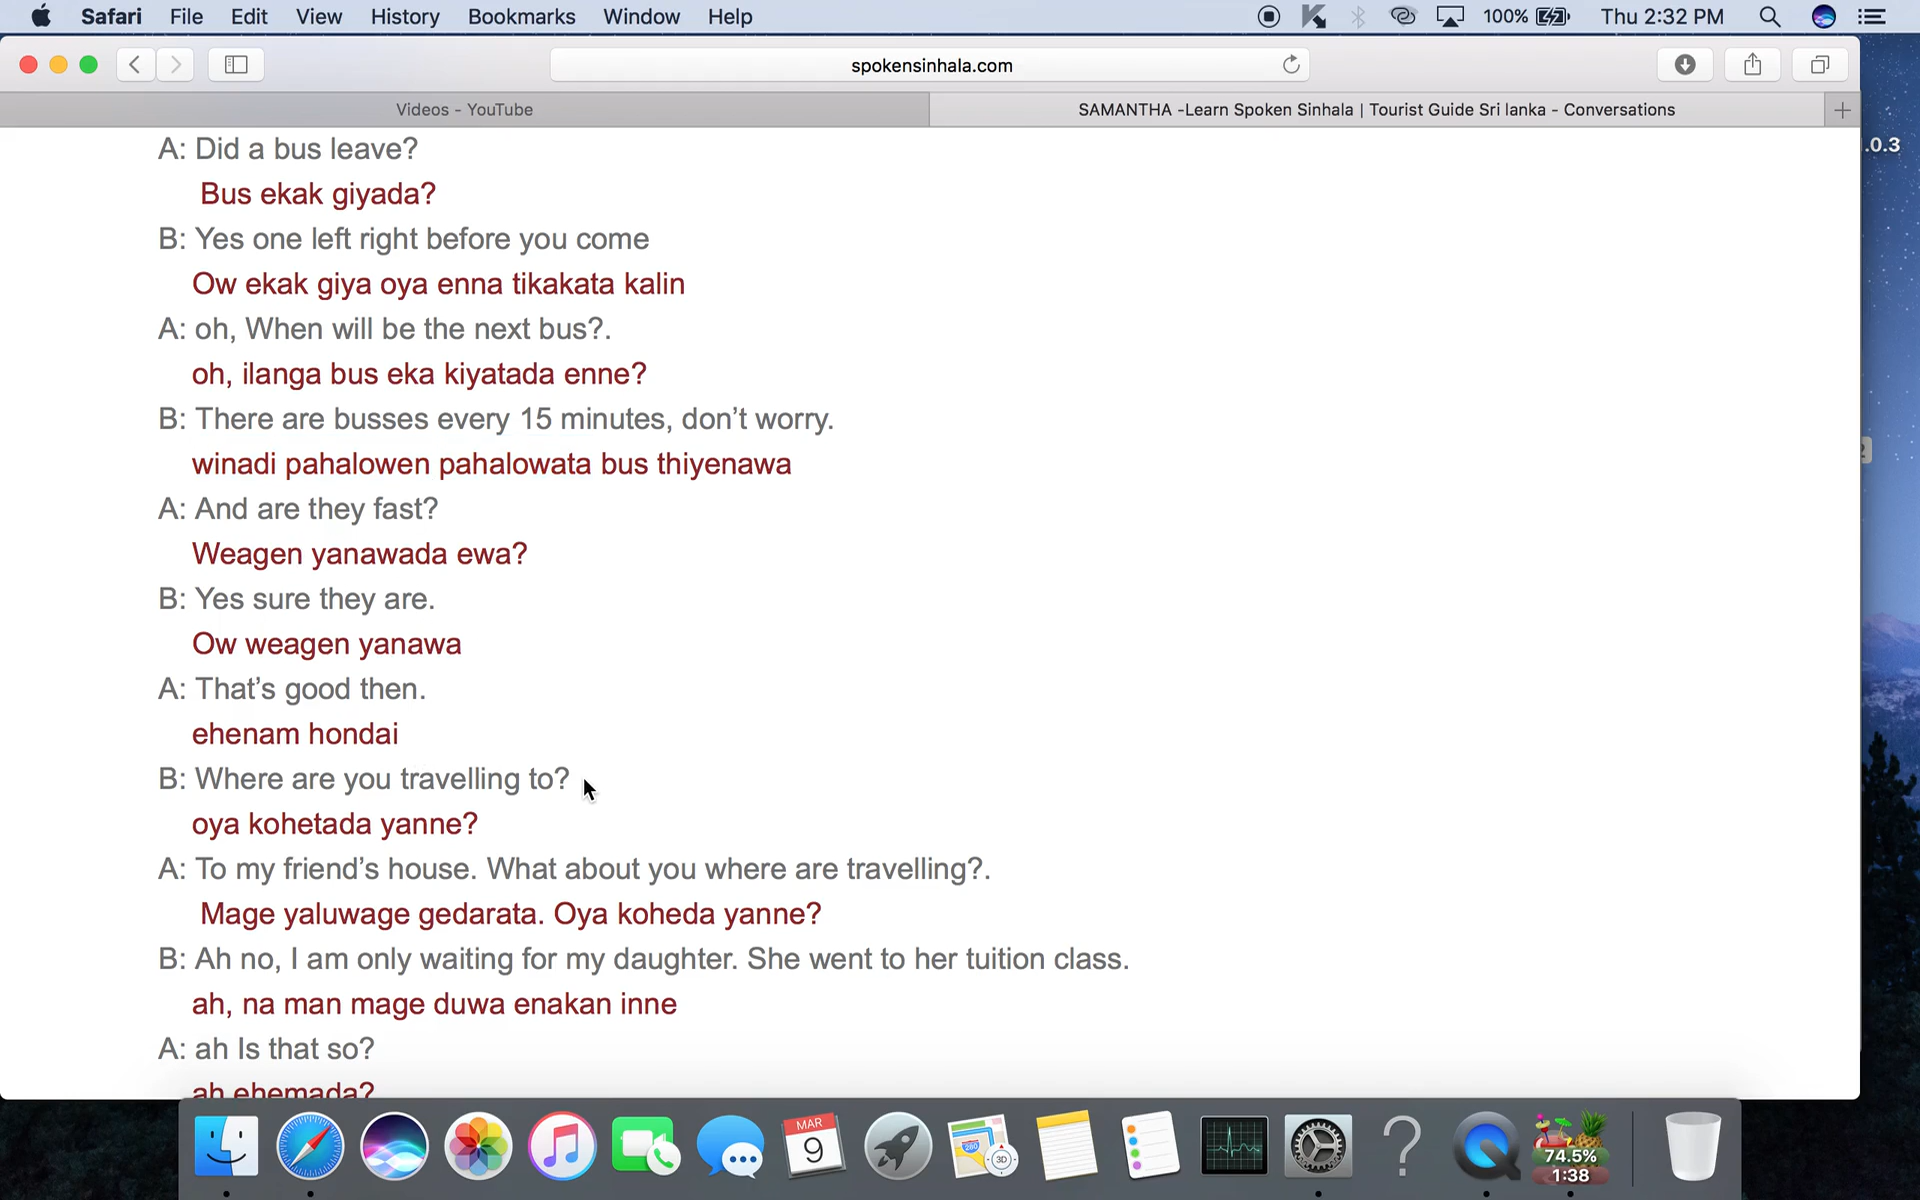 Safari File Edit View History Bookmarks Window Help 100% Thu 2:32 PM
spokensinhala.com
Videos - YouTube
SAMANTHA -Learn Spoken Sinhala | Tourist Guide Sri lanka - Conversations
.0.3
A: Did a bus leave?
Bus ekak giyada?
B: Yes one left right before you come
Ow ekak giya oya enna tikakata kalin
A: oh, When will be the next bus?.
oh, ilanga bus eka kiyatada enne?
B: There are busses every 15 minutes, don’t worry.
winadi pahalowen pahalowata bus thiyenawa
A: And are they fast?
Weagen yanawada ewa?
B: Yes sure they are.
Ow weagen yanawa
A: That’s good then.
ehenam hondai
B: Where are you travelling to?
oya kohetada yanne?
A: To my friend’s house. What about you where are travelling?.
Mage yaluwage gedarata. Oya koheda yanne?
B: Ah no, I am only waiting for my daughter. She went to her tuition class.
ah, na man mage duwa enakan inne
A: ah Is that so?
ah ehemada?
MAR
9
280
3D
?
74.5%
1:38